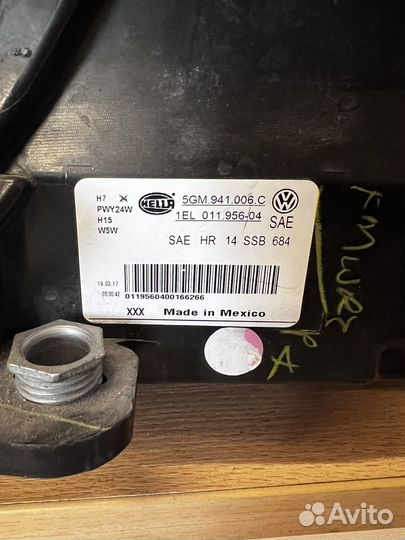 H7
PWY24W
H15
W5W
HELLA
5GM 941.006.C
1EL 011.956-04
SAE
SAE HR 14 SSB 684
19.03.17
05:30:42
0119560400166266
XXX Made in Mexico
Avito